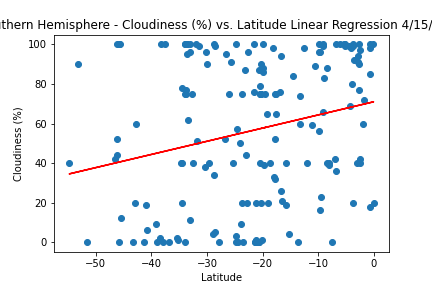 thern Hemisphere - Cloudiness (%) vs. Latitude Linear Regression 4/15/
100
80
60
40
20
0
Cloudiness (%)
−50 −40 −30 −20 −10 0
Latitude